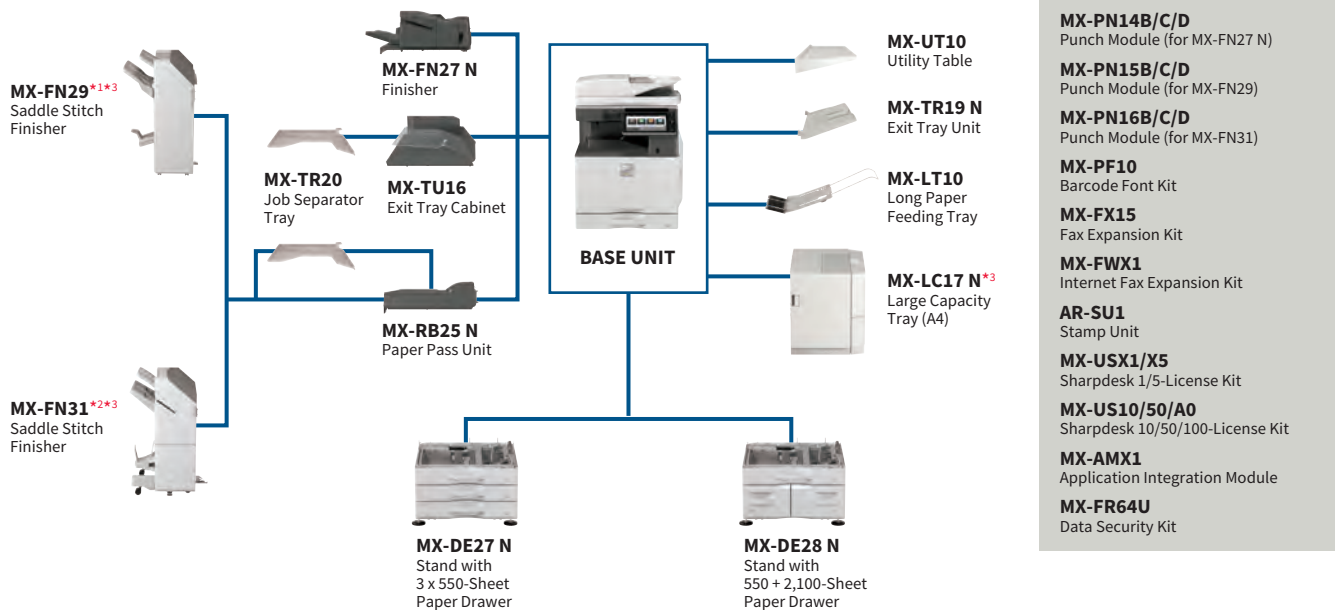 MX-FN29*1*3
Saddle Stitch
Finisher
MX-FN31*2*3
Saddle Stitch
Finisher
MX-FN27 N
Finisher
MX-TR20
Job Separator
Tray
MX-TU16
Exit Tray Cabinet
MX-RB25 N
Paper Pass Unit
BASE UNIT
MX-UT10
Utility Table
MX-TR19 N
Exit Tray Unit
MX-LT10
Long Paper
Feeding Tray
MX-LC17 N*3
Large Capacity
Tray (A4)
MX-DE27 N
Stand with
3 x 550-Sheet
Paper Drawer
MX-DE28 N
Stand with
550 + 2,100-Sheet
Paper Drawer
MX-PN14B/C/D
Punch Module (for MX-FN27 N)
MX-PN15B/C/D
Punch Module (for MX-FN29)
MX-PN16B/C/D
Punch Module (for MX-FN31)
MX-PF10
Barcode Font Kit
MX-FX15
Fax Expansion Kit
MX-FWX1
Internet Fax Expansion Kit
AR-SU1
Stamp Unit
MX-USX1/X5
Sharpdesk 1/5-License Kit
MX-US10/50/A0
Sharpdesk 10/50/100-License Kit
MX-AMX1
Application Integration Module
MX-FR64U
Data Security Kit